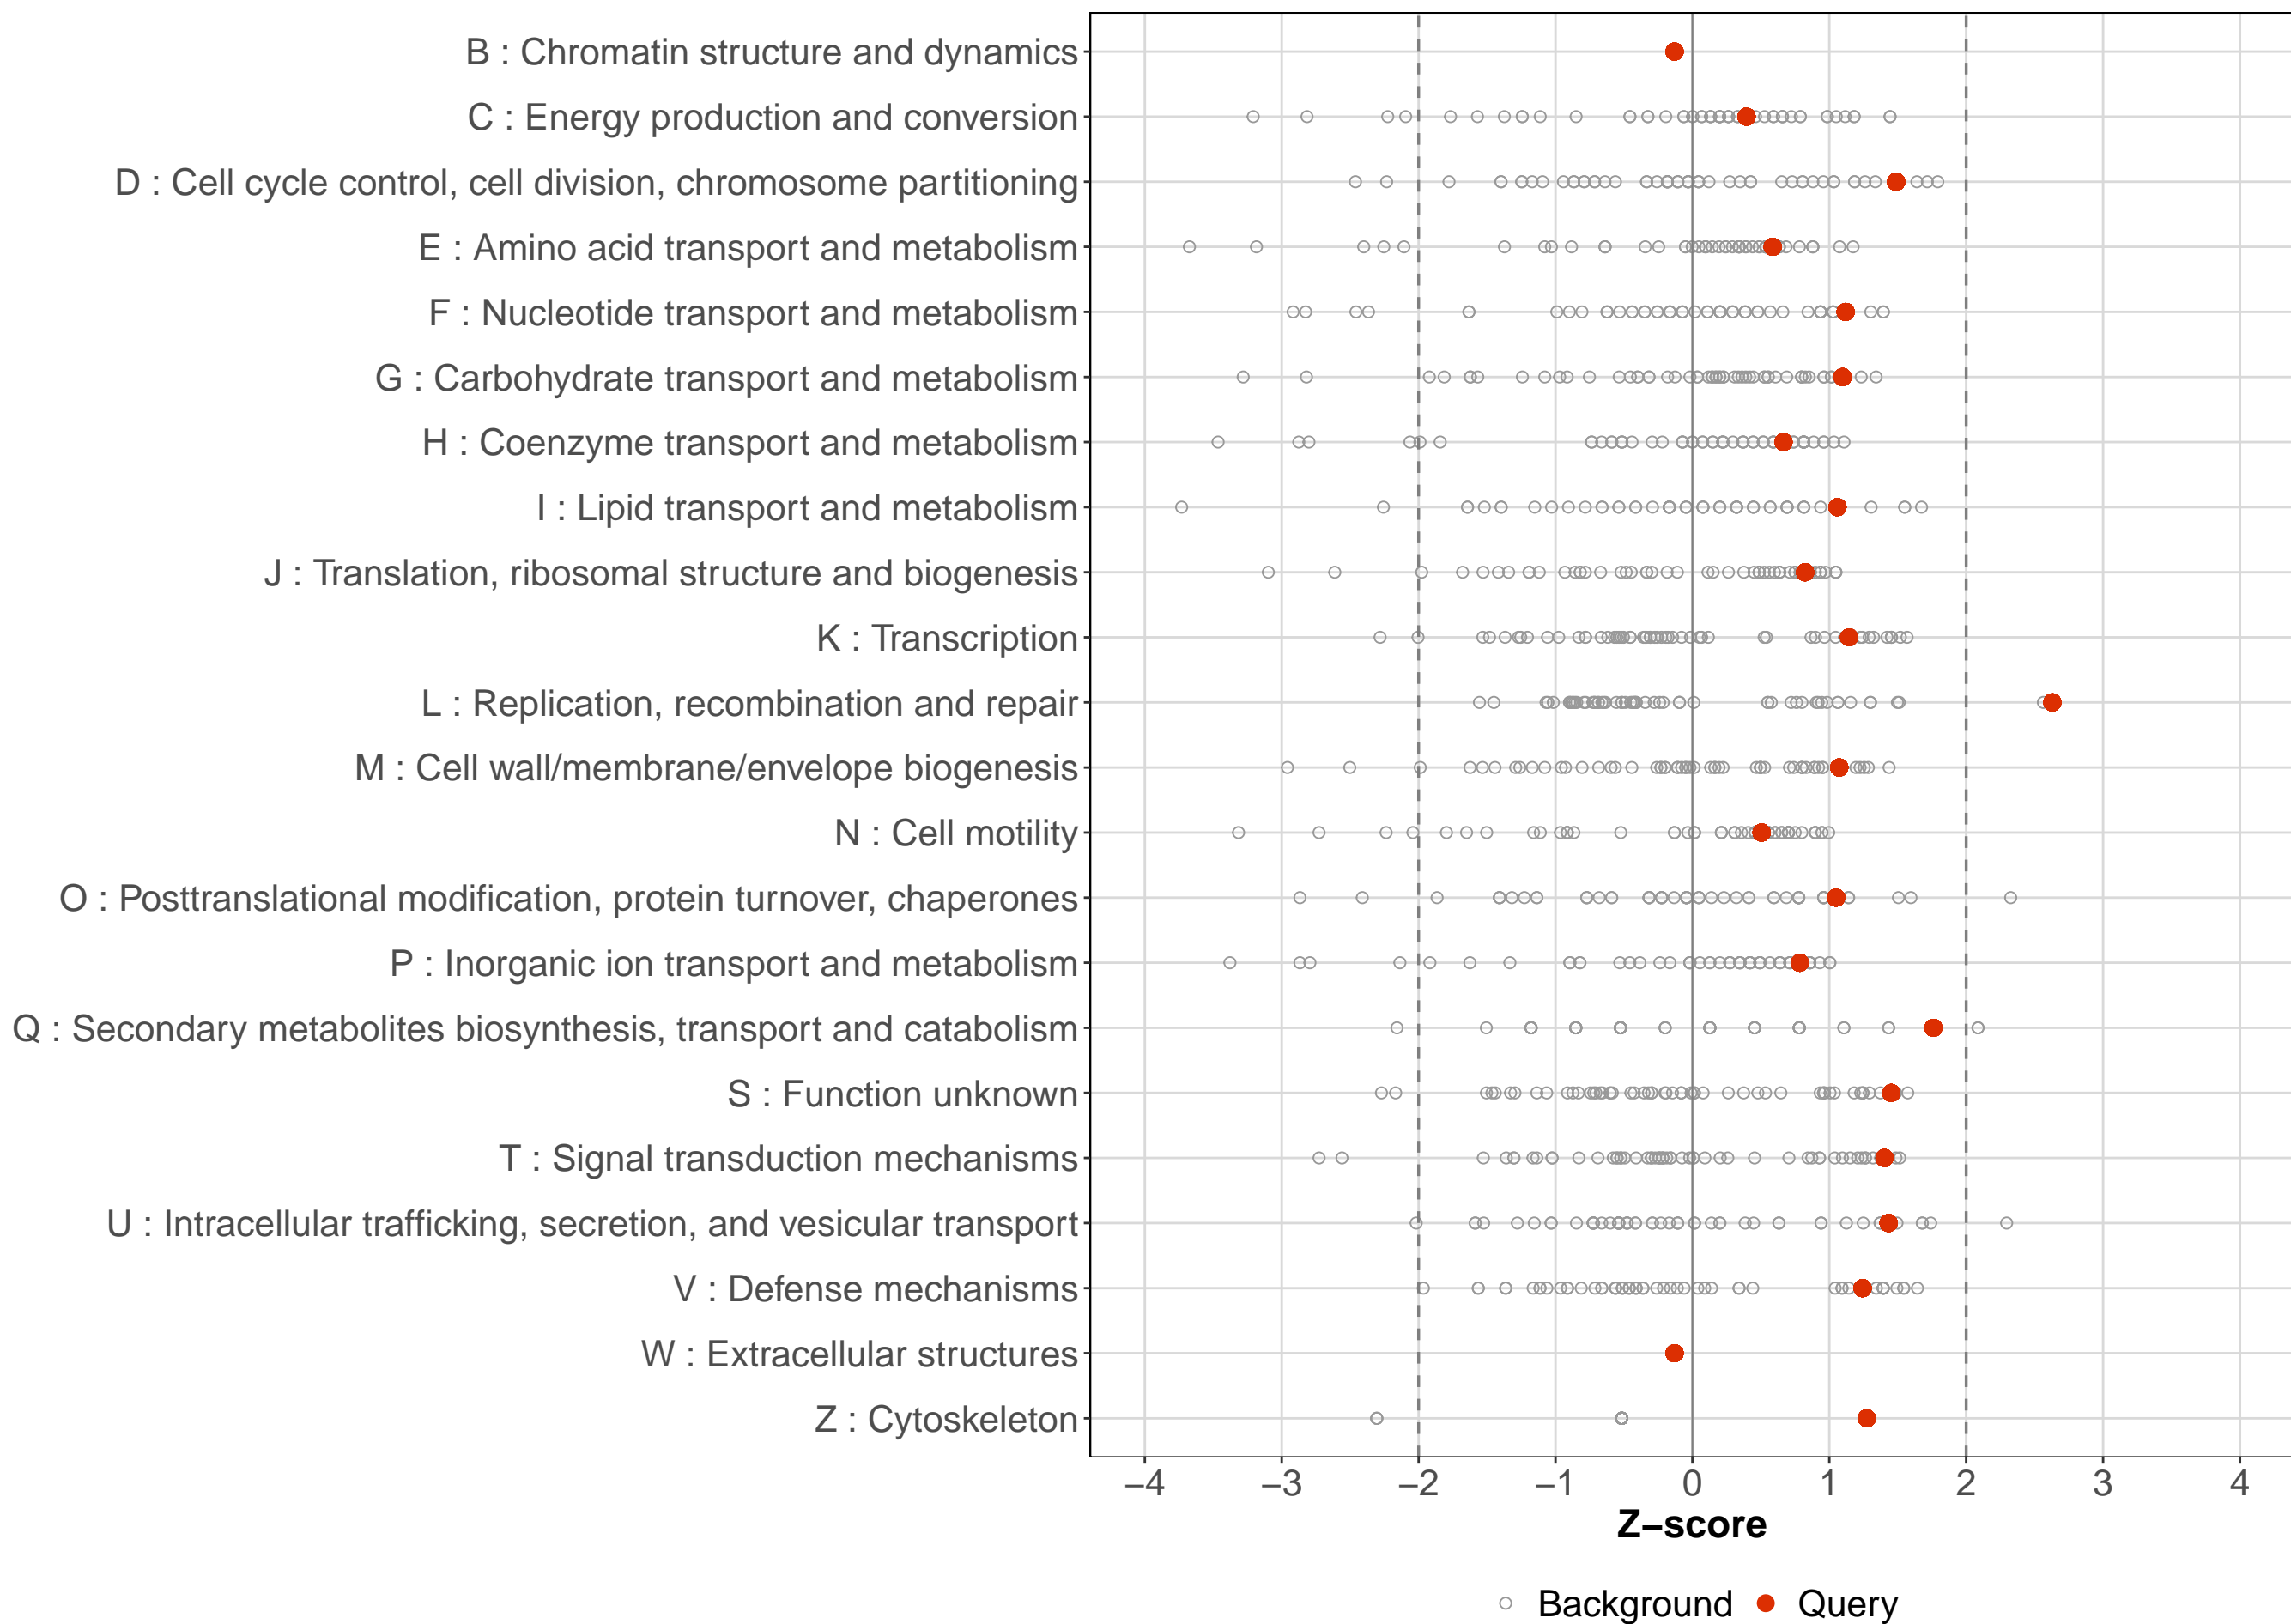 B : Chromatin structure and dynamics
C : Energy production and conversion
D : Cell cycle control, cell division, chromosome partitioning
E : Amino acid transport and metabolism
F : Nucleotide transport and metabolism
G : Carbohydrate transport and metabolism
H : Coenzyme transport and metabolism
I : Lipid transport and metabolism
J : Translation, ribosomal structure and biogenesis
K : Transcription
L : Replication, recombination and repair
M : Cell wall/membrane/envelope biogenesis
N : Cell motility
O : Posttranslational modification, protein turnover, chaperones
P : Inorganic ion transport and metabolism
Q : Secondary metabolites biosynthesis, transport and catabolism
S : Function unknown
T : Signal transduction mechanisms
U : Intracellular trafficking, secretion, and vesicular transport
V : Defense mechanisms
W : Extracellular structures
Z : Cytoskeleton
−4 −3 −2 −1 0 1 2 3 4
Z−score
Background Query